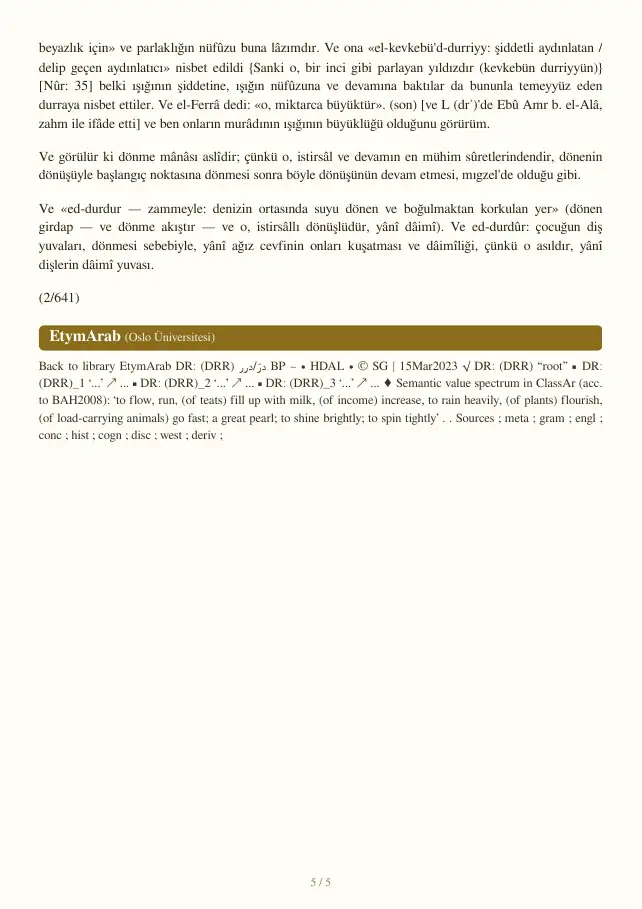 beyazlık için» ve parlaklığın nüfûzu buna lâzımdır. Ve ona «el-kevkebü'd-durriyy: şiddetli aydınlatan /
delip geçen aydınlatıcı» nisbet edildi {Sanki o, bir inci gibi parlayan yıldızdır (kevkebün durriyyün)}
[Nûr: 35] belki ışığının şiddetine, ışığın nüfûzuna ve devamına baktılar da bununla temeyyüz eden
durraya nisbet ettiler. Ve el-Ferrâ dedi: «o, miktarca büyüktür». (son) [ve L (drʾ)'de Ebû Amr b. el-Alâ,
zahm ile ifâde etti] ve ben onların murâdının ışığının büyüklüğü olduğunu görürüm.
Ve görülür ki dönme mânâsı aslîdir; çünkü o, istirsâl ve devamın en mühim sûretlerindendir, dönenin
dönüşüyle başlangıç noktasına dönmesi sonra böyle dönüşünün devam etmesi, mıgzel'de olduğu gibi.
Ve «ed-durdur — zammeyle: denizin ortasında suyu dönen ve boğulmaktan korkulan yer» (dönen
girdap — ve dönme akıştır — ve o, istirsâllı dönüşlüdür, yânî dâimî). Ve ed-durdûr: çocuğun diş
yuvaları, dönmesi sebebiyle, yânî ağız cevfinin onları kuşatması ve dâimîliği, çünkü o asıldır, yânî
dişlerin dâimî yuvası.
(2/641)
EtymArab (Oslo Üniversitesi)
Back to library EtymArab DR: (DRR) درّ/درر BP – • HDAL • © SG | 15Mar2023 √ DR: (DRR) “root” ▪ DR:
(DRR)_1 ‘...’ ↗ ... ▪ DR: (DRR)_2 ‘...’ ↗ ... ▪ DR: (DRR)_3 ‘...’ ↗ ... ♦ Semantic value spectrum in ClassAr (acc.
to BAH2008): ‘to flow, run, (of teats) fill up with milk, (of income) increase, to rain heavily, (of plants) flourish,
(of load-carrying animals) go fast; a great pearl; to shine brightly; to spin tightly’ . . Sources ; meta ; gram ; engl ;
conc ; hist ; cogn ; disc ; west ; deriv ;
5 / 5